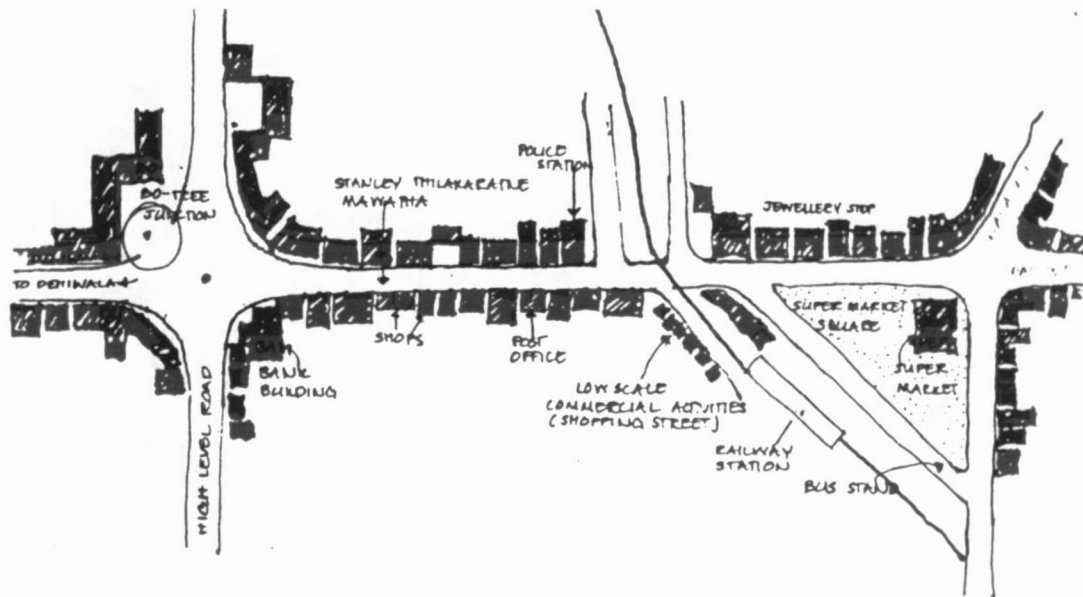 POLICE
STATION
STANLEY THILAKARATNE
MAWATHA
JEWELLERY STOP
BO-TREE
JUNCTION
TO DEHIWALA
SUPER MARKET
SQUARE
SHOPS
POST
OFFICE
BANK
BUILDING
SUPER
MARKET
LOW SCALE
COMMERCIAL ACTIVITIES
(SHOPPING STREET)
RAILWAY
STATION
BUS STAND
HIGH LEVEL ROAD